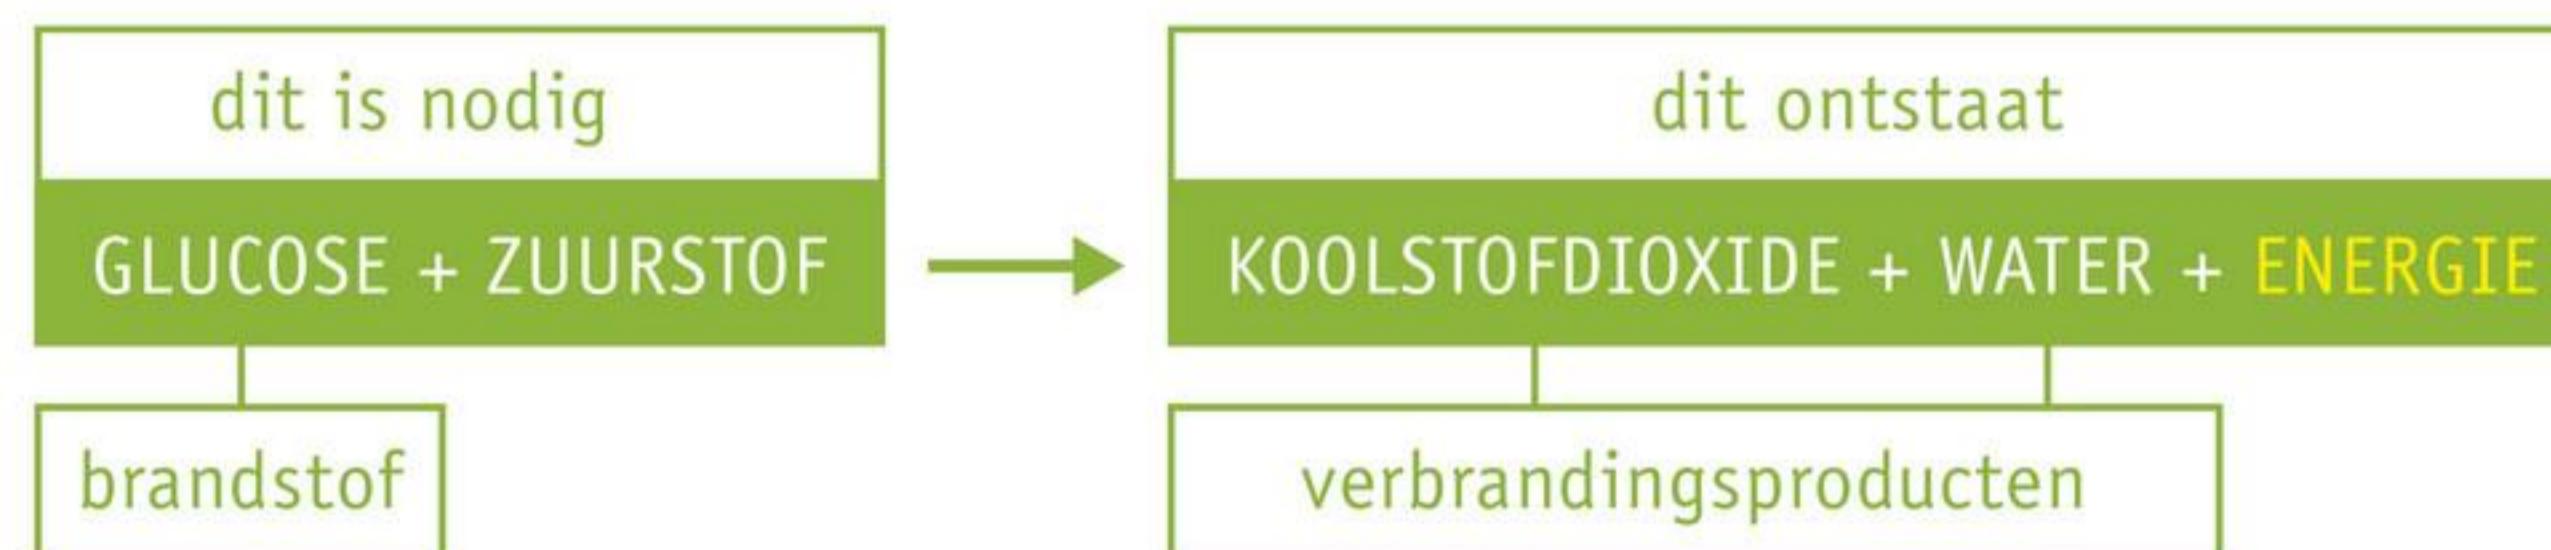 dit is nodig
dit ontstaat
GLUCOSE + ZUURSTOF
KOOLSTOFDIOXIDE + WATER + ENERGIE
brandstof
verbrandingsproducten